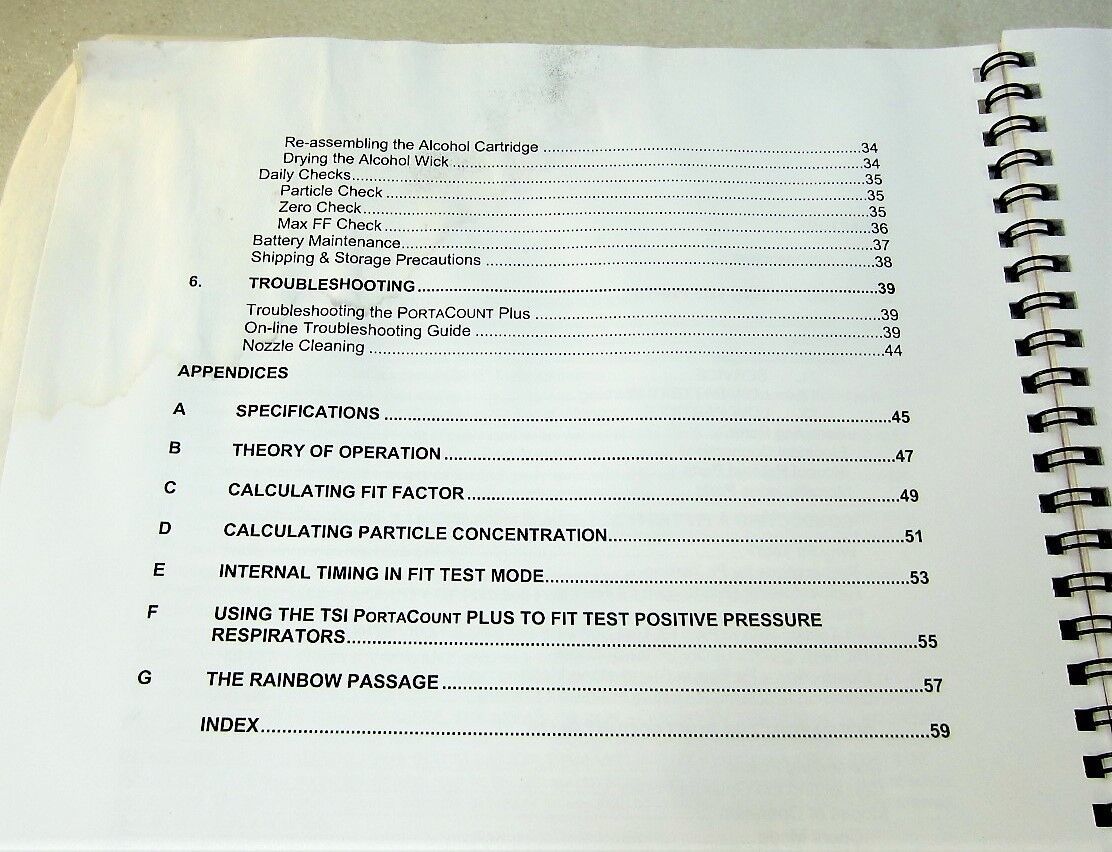 Re-assembling the Alcohol Cartridge ........................................................34
Drying the Alcohol Wick ........................................................34
Daily Checks........................................................35
Particle Check ........................................................35
Zero Check........................................................35
Max FF Check ........................................................36
Battery Maintenance........................................................37
Shipping & Storage Precautions ........................................................38
6. TROUBLESHOOTING........................................................39
Troubleshooting the PORTACOUNT Plus ........................................................39
On-line Troubleshooting Guide ........................................................39
Nozzle Cleaning ........................................................44
APPENDICES
A SPECIFICATIONS ........................................................45
B THEORY OF OPERATION ........................................................47
C CALCULATING FIT FACTOR ........................................................49
D CALCULATING PARTICLE CONCENTRATION........................................................51
E INTERNAL TIMING IN FIT TEST MODE........................................................53
F USING THE TSI PORTACOUNT PLUS TO FIT TEST POSITIVE PRESSURE
RESPIRATORS........................................................55
G THE RAINBOW PASSAGE ........................................................57
INDEX........................................................59